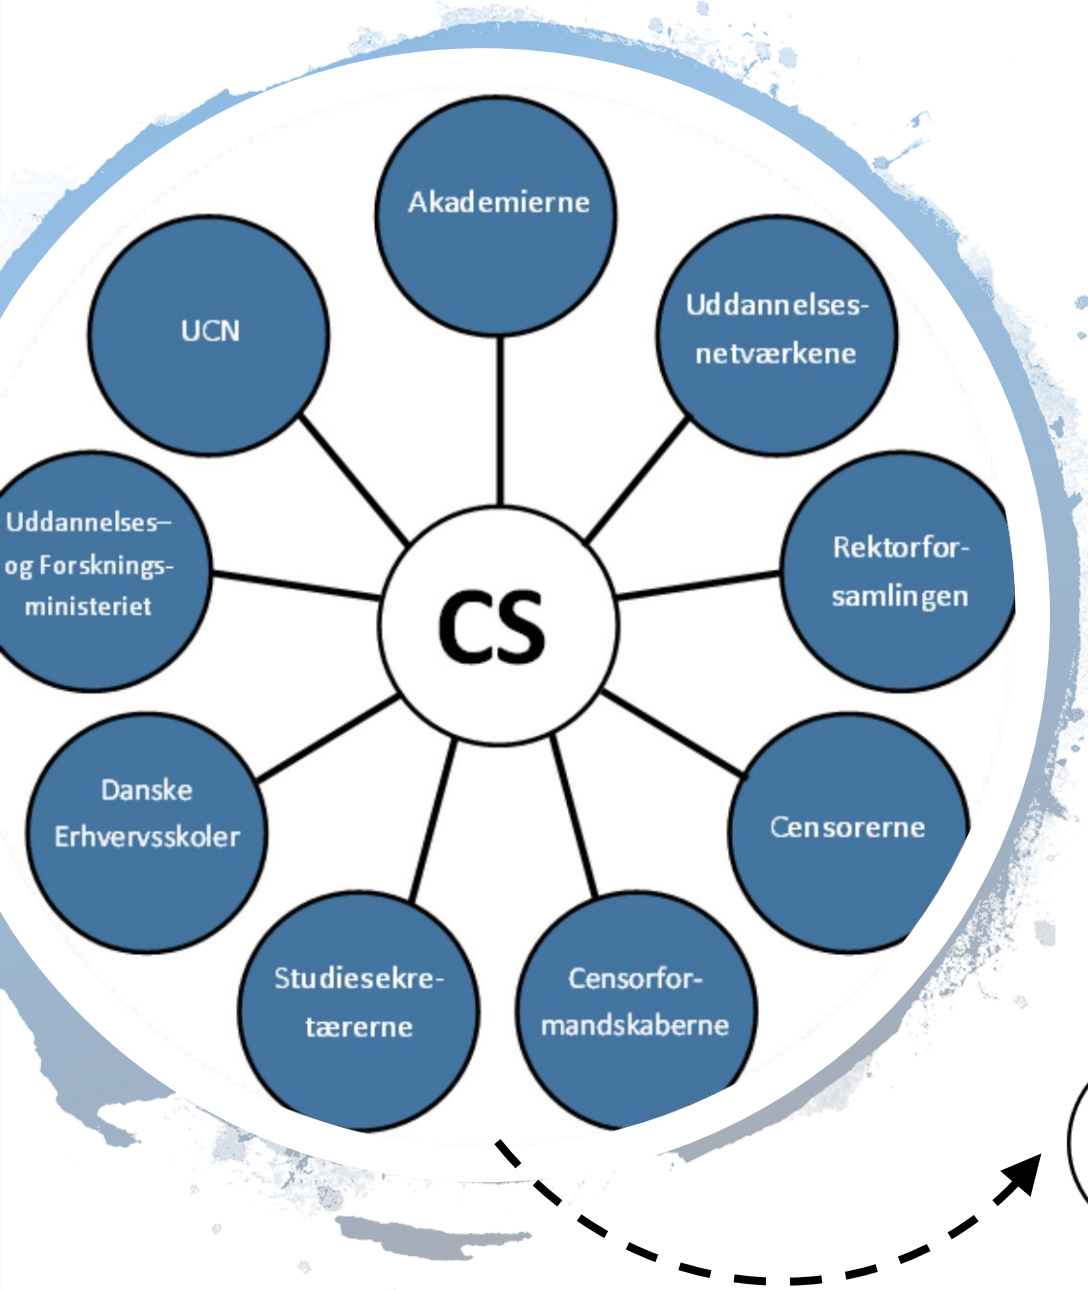 Akademierne
UCN
Uddannelses-
netværkene
Uddannelses–
og Forsknings-
ministeriet
Rektorfor-
samlingen
CS
Danske
Erhvervsskoler
Censorerne
Studiesekre-
tærerne
Censorfor-
mandskaberne